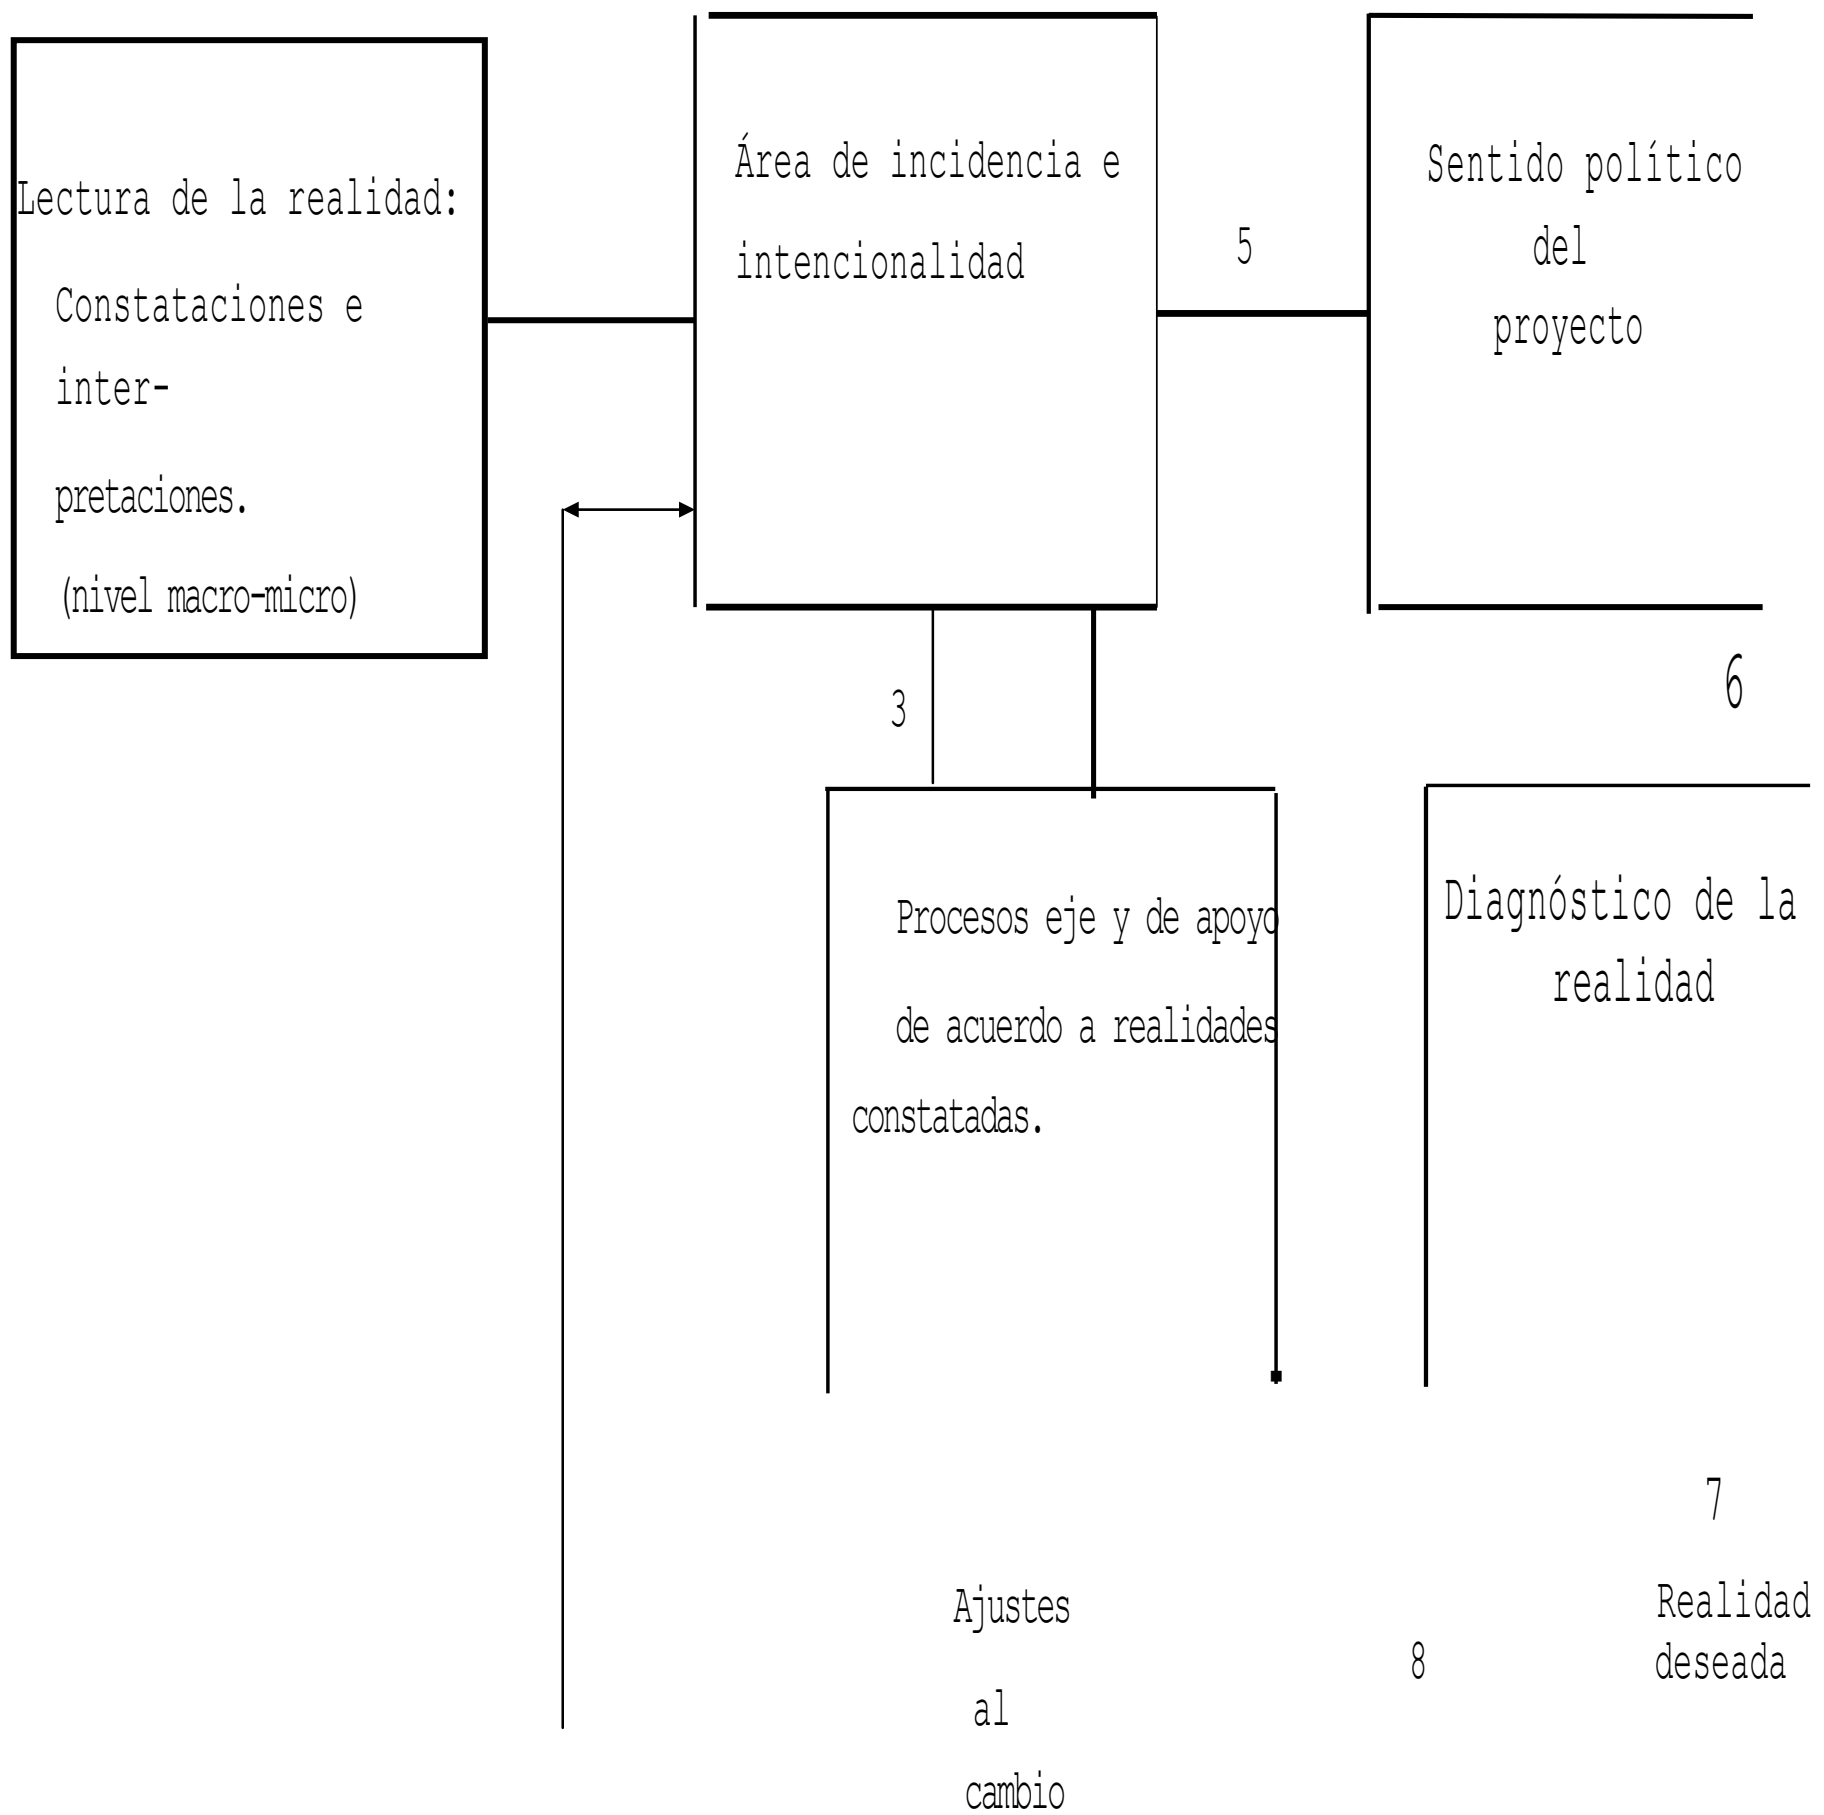 Lectura de la realidad:
Constataciones e
inter-
pretaciones.
(nivel macro-micro)
Área de incidencia e
intencionalidad
5
Sentido político
del
proyecto
3
6
Procesos eje y de apoyo
de acuerdo a realidades
constatadas.
Diagnóstico de la
realidad
7
Ajustes
al
cambio
8
Realidad
deseada